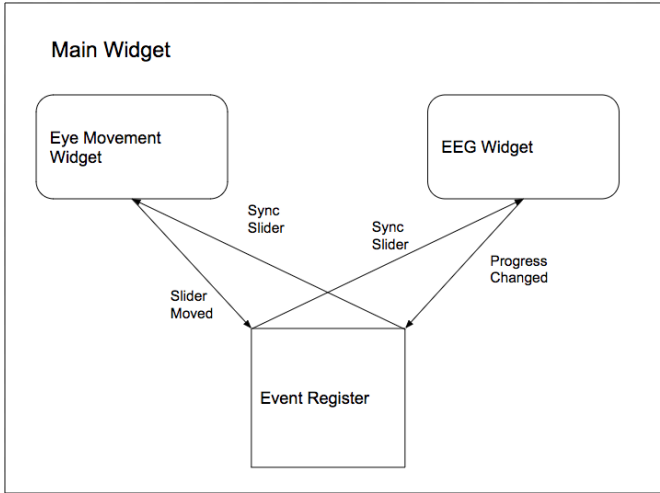 Main Widget
Eye Movement
Widget
EEG Widget
Sync
Slider
Sync
Slider
Progress
Changed
Slider
Moved
Event Register